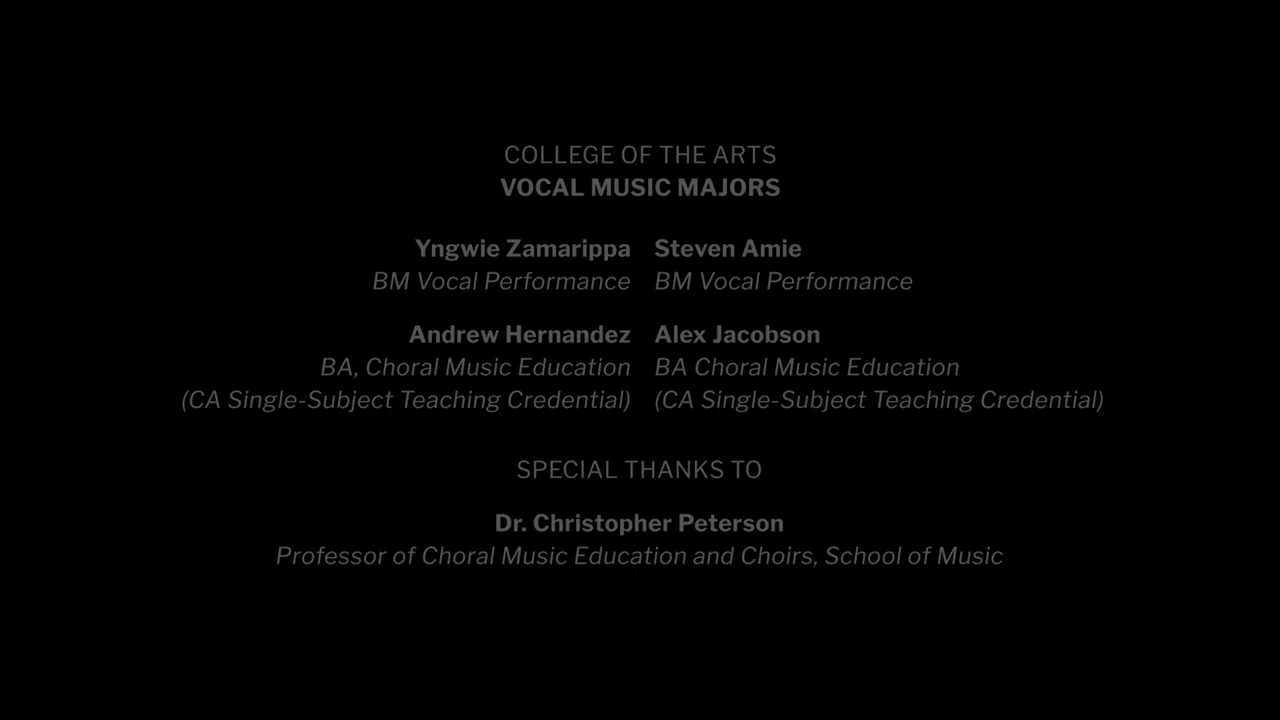 COLLEGE OF THE ARTS
VOCAL MUSIC MAJORS
Yngwie Zamarippa
BM Vocal Performance
Steven Amie
BM Vocal Performance
Andrew Hernandez
BA, Choral Music Education
(CA Single-Subject Teaching Credential)
Alex Jacobson
BA Choral Music Education
(CA Single-Subject Teaching Credential)
SPECIAL THANKS TO
Dr. Christopher Peterson
Professor of Choral Music Education and Choirs, School of Music